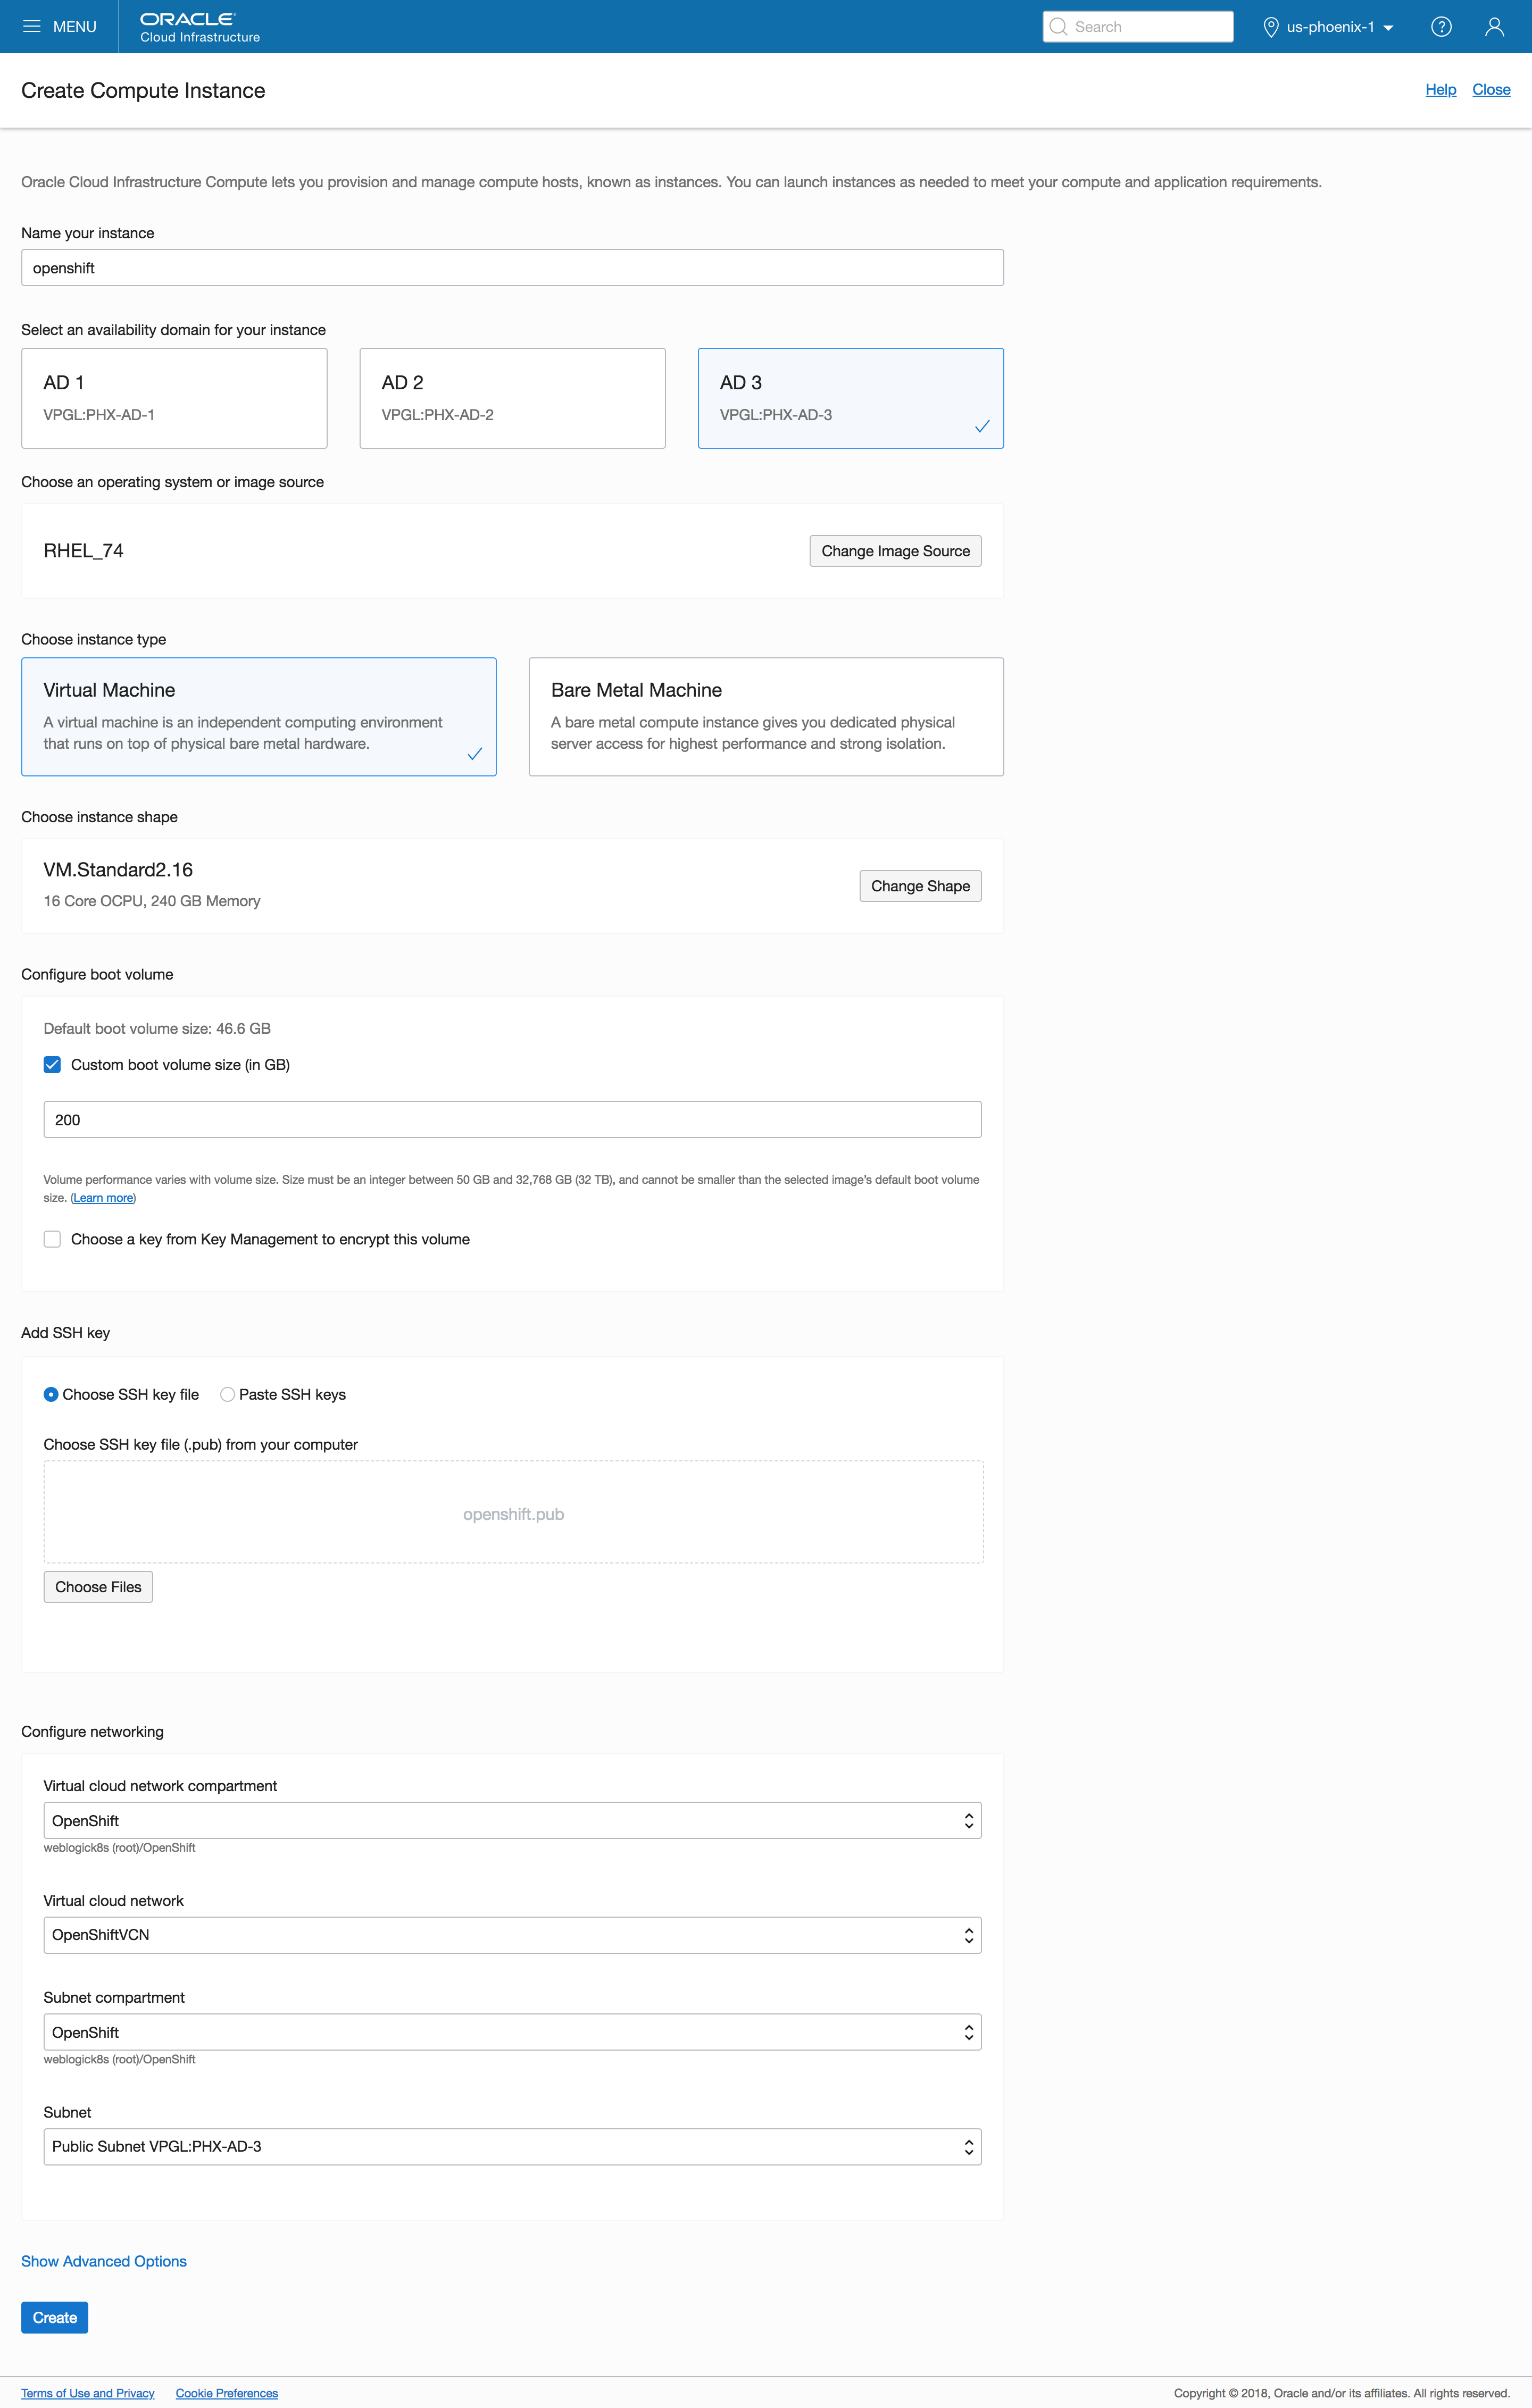 MENU
ORACLE
Cloud Infrastructure
Search
us-phoenix-1
Create Compute Instance
Help Close
Oracle Cloud Infrastructure Compute lets you provision and manage compute hosts, known as instances. You can launch instances as needed to meet your compute and application requirements.
Name your instance
openshift
Select an availability domain for your instance
AD 1
VPGL:PHX-AD-1
AD 2
VPGL:PHX-AD-2
AD 3
VPGL:PHX-AD-3
Choose an operating system or image source
RHEL_74
Change Image Source
Choose instance type
Virtual Machine
A virtual machine is an independent computing environment
that runs on top of physical bare metal hardware.
Bare Metal Machine
A bare metal compute instance gives you dedicated physical
server access for highest performance and strong isolation.
Choose instance shape
VM.Standard2.16
16 Core OCPU, 240 GB Memory
Change Shape
Configure boot volume
Default boot volume size: 46.6 GB
Custom boot volume size (in GB)
200
Volume performance varies with volume size. Size must be an integer between 50 GB and 32,768 GB (32 TB), and cannot be smaller than the selected image's default boot volume
size. (Learn more)
Choose a key from Key Management to encrypt this volume
Add SSH key
Choose SSH key file Paste SSH keys
Choose SSH key file (.pub) from your computer
openshift.pub
Choose Files
Configure networking
Virtual cloud network compartment
OpenShift
weblogick8s (root)/OpenShift
Virtual cloud network
OpenShiftVCN
Subnet compartment
OpenShift
weblogick8s (root)/OpenShift
Subnet
Public Subnet VPGL:PHX-AD-3
Show Advanced Options
Create
Terms of Use and Privacy Cookie Preferences
Copyright © 2018, Oracle and/or its affiliates. All rights reserved.